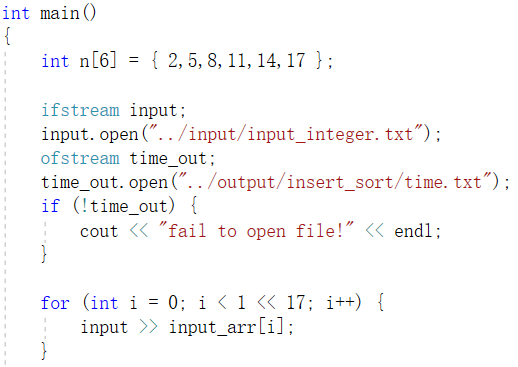 int main()
{
    int n[6] = { 2,5,8,11,14,17 };

    ifstream input;
    input.open("../input/input_integer.txt");
    ofstream time_out;
    time_out.open("../output/insert_sort/time.txt");
    if (!time_out) {
        cout << "fail to open file!" << endl;
    }

    for (int i = 0; i < 1 << 17; i++) {
        input >> input_arr[i];
    }